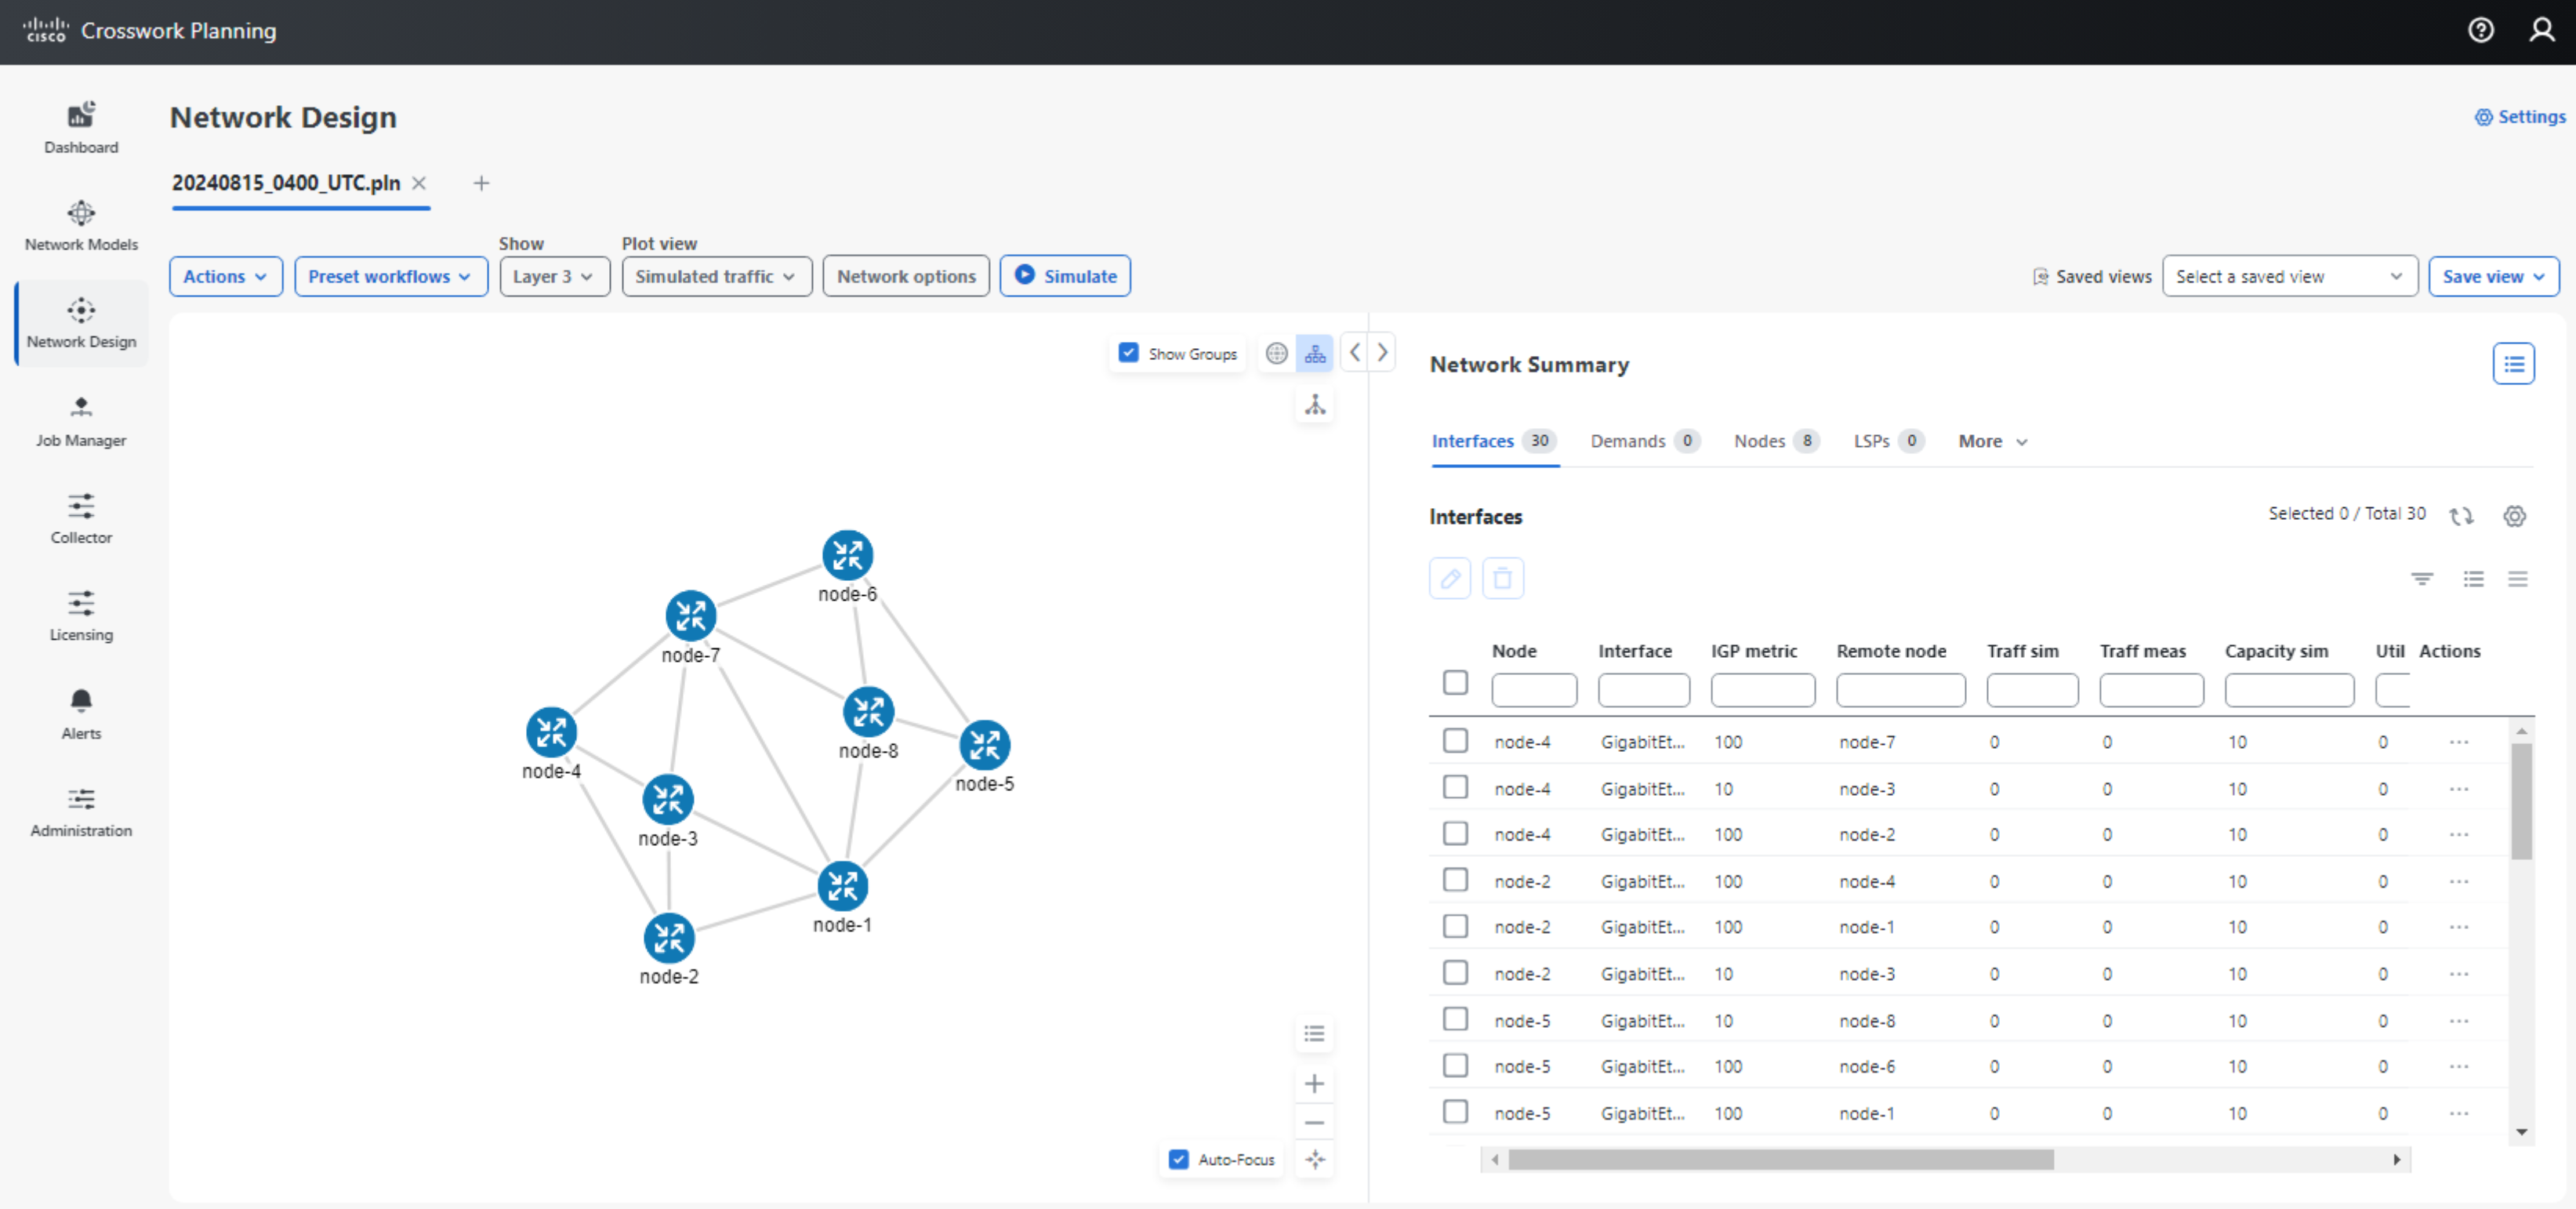 cisco Crosswork Planning
Dashboard
Network Models
Network Design
Job Manager
Collector
Licensing
Alerts
Administration
Network Design
Settings
20240815_0400_UTC.pln
Show
Plot view
Actions
Preset workflows
Layer 3
Simulated traffic
Network options
Simulate
Saved views
Select a saved view
Save view
Show Groups
node-6
node-7
node-8
node-4
node-5
node-3
node-1
node-2
Auto-Focus
Network Summary
Interfaces 30 Demands 0 Nodes 8 LSPs 0 More
Interfaces
Selected 0 / Total 30
Node Interface IGP metric Remote node Traff sim Traff meas Capacity sim Util Actions
node-4 GigabitEt... 100 node-7 0 0 10 0 ...
node-4 GigabitEt... 10 node-3 0 0 10 0 ...
node-4 GigabitEt... 100 node-2 0 0 10 0 ...
node-2 GigabitEt... 100 node-4 0 0 10 0 ...
node-2 GigabitEt... 100 node-1 0 0 10 0 ...
node-2 GigabitEt... 10 node-3 0 0 10 0 ...
node-5 GigabitEt... 10 node-8 0 0 10 0 ...
node-5 GigabitEt... 100 node-6 0 0 10 0 ...
node-5 GigabitEt... 100 node-1 0 0 10 0 ...